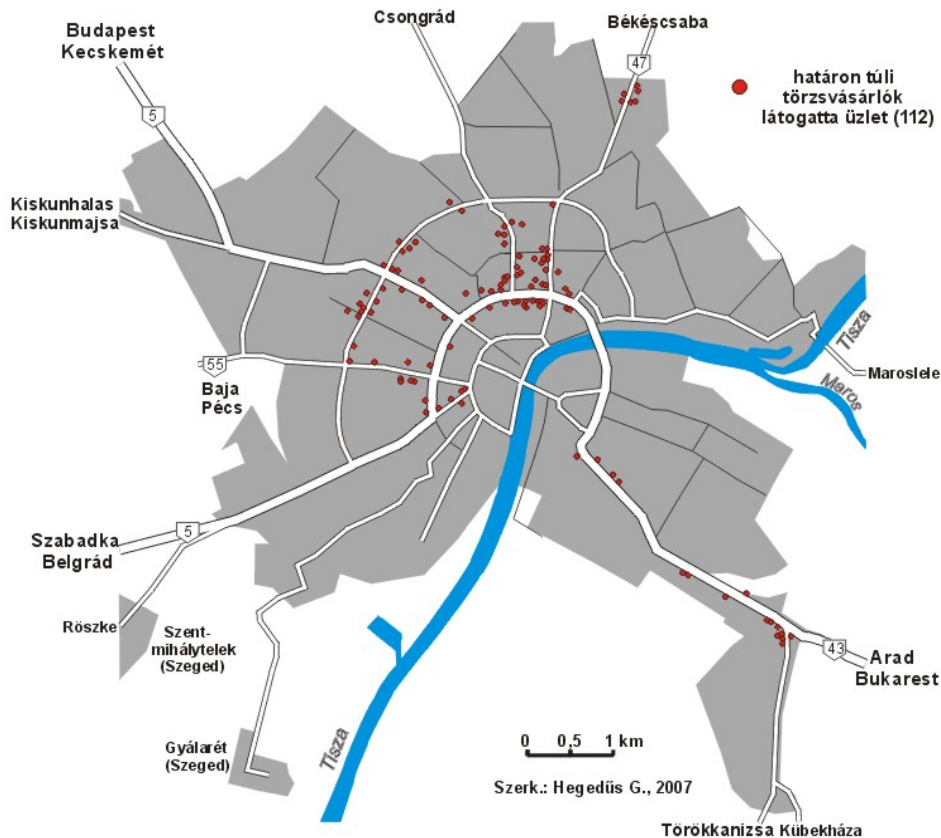 Csongrád
Békéscsaba
Budapest
Kecskemét
47
határon túli
törzsvásárlók
látogatta üzlet (112)
5
Kiskunhalas
Kiskunmajsa
Tisza
55
Maroslele
Baja
Pécs
Maros
5
Szabadka
Belgrád
Röszke
Szent-
mihálytelek
(Szeged)
43
Arad
Bukarest
Gyálarét
(Szeged)
Tisza
0 0,5 1 km
Szerk.: Hegedűs G., 2007
Törökkanizsa Kübekháza